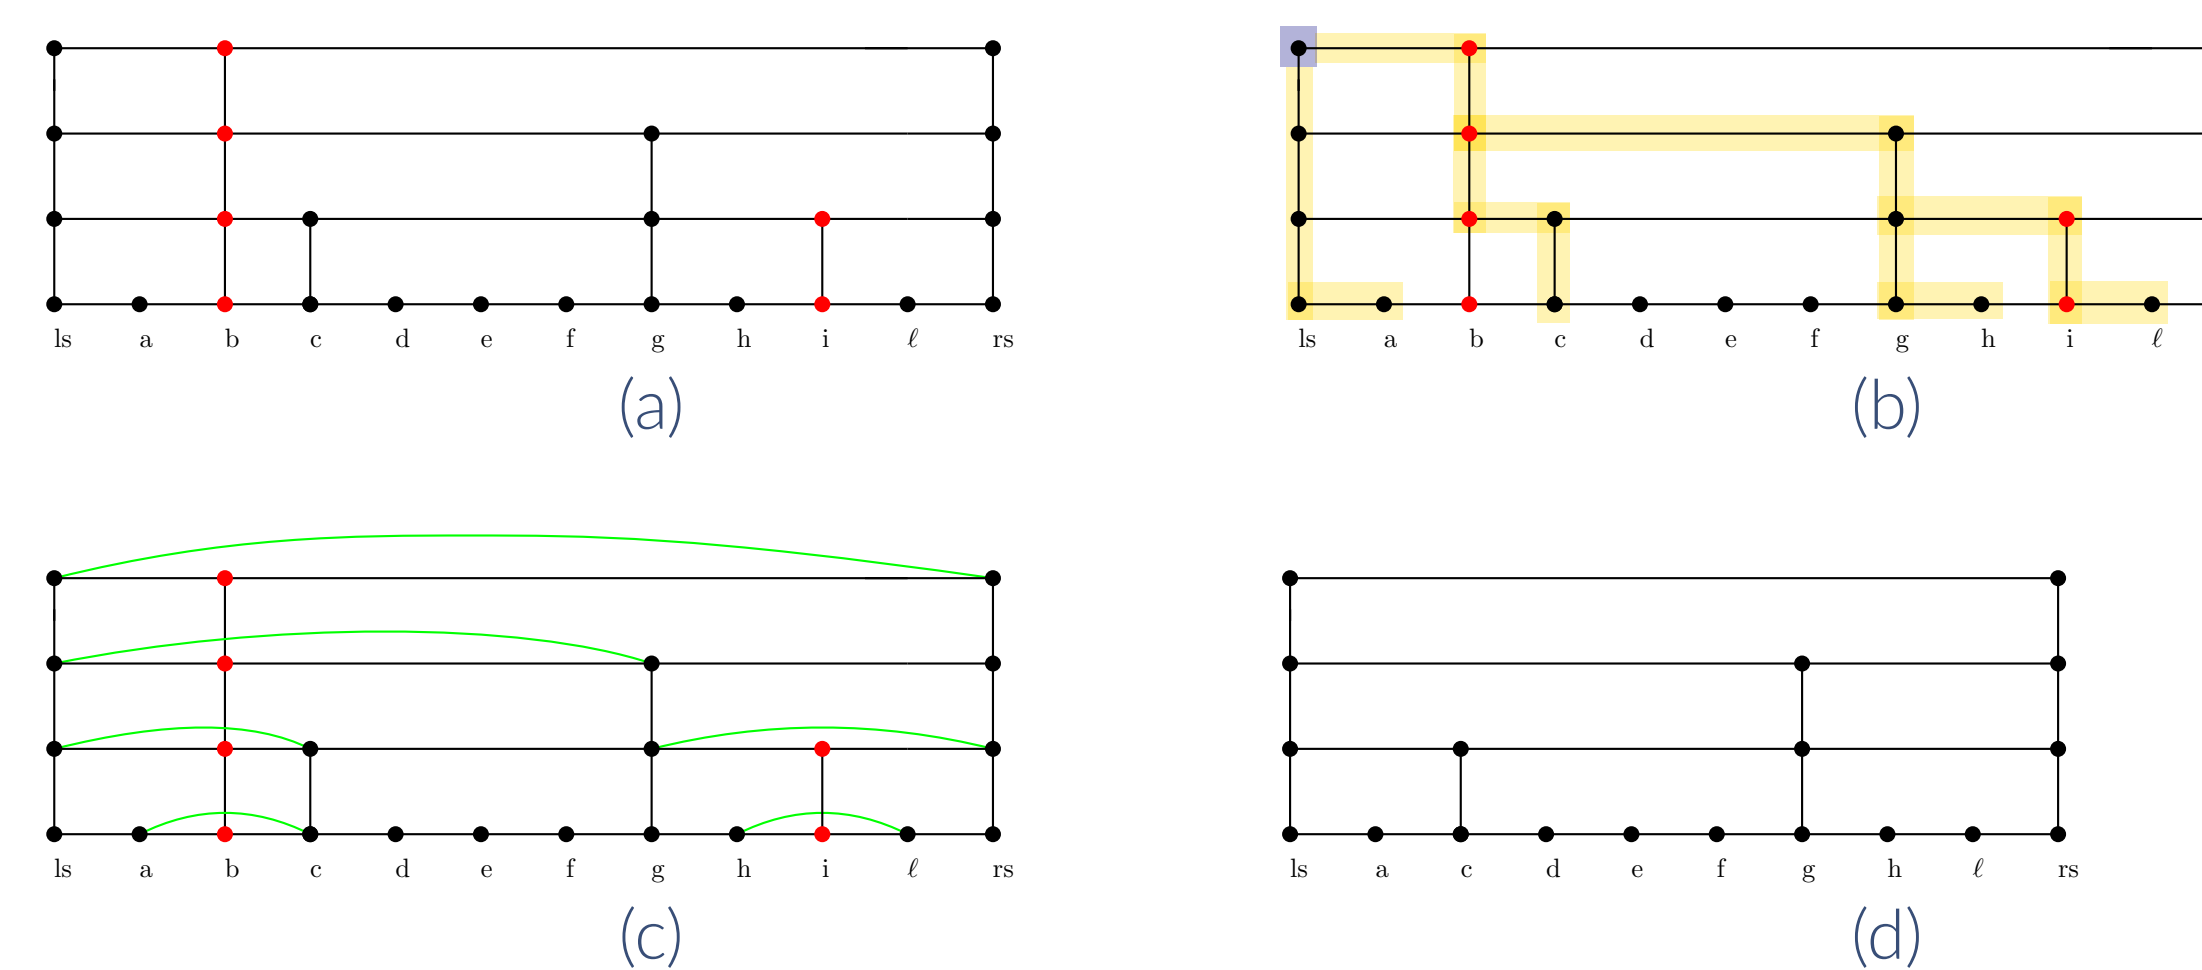 ls a b c d e f g h i ℓ rs
ls a b c d e f g h i ℓ
(a)
(b)
ls a b c d e f g h i ℓ rs
ls a c d e f g h ℓ rs
(c)
(d)